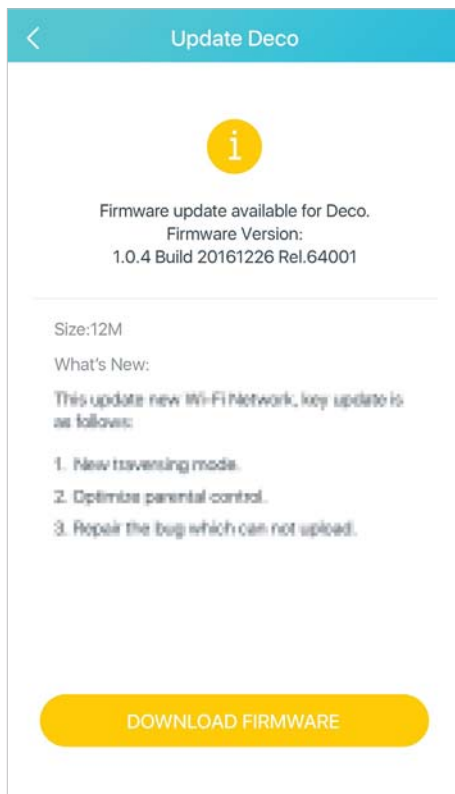 Update Deco
i
Firmware update available for Deco.
Firmware Version:
1.0.4 Build 20161226 Rel.64001
Size:12M
What's New:
This update new Wi-Fi Network, key update is
as follows:
1. New traversing mode.
2. Optimize parental control.
3. Repair the bug which can not upload.
DOWNLOAD FIRMWARE